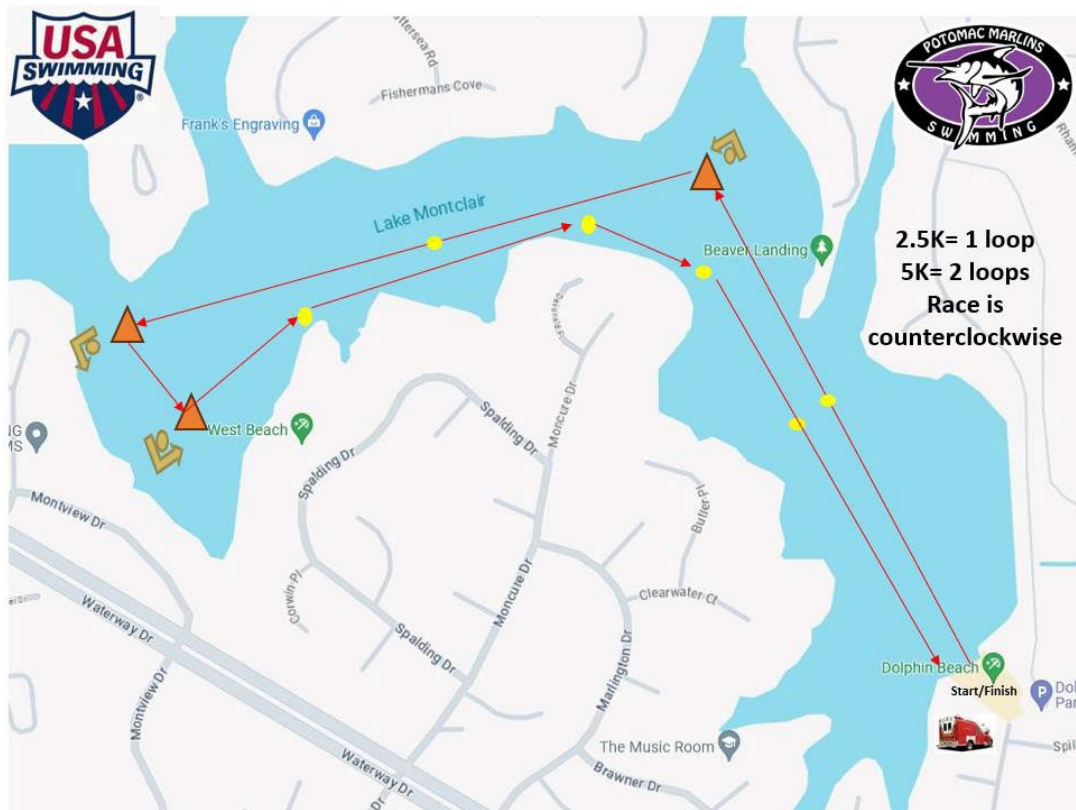 USA
SWIMMING
POTOMAC MARLINS
SWIMMING
Fishermans Cove
Frank's Engraving
Lake Montclair
Beaver Landing
2.5K= 1 loop
5K= 2 loops
Race is
counterclockwise
West Beach
Spalding Dr
Spalding Dr
Moncure Dr
Montview Dr
Butler Pl
Corwin Pl
Clearwater Ct
Waterway Dr
Spalding Dr
Moncure Dr
Marlington Dr
Dolphin Beach
Start/Finish
P
Montview Dr
The Music Room
Waterway Dr
Brawner Dr